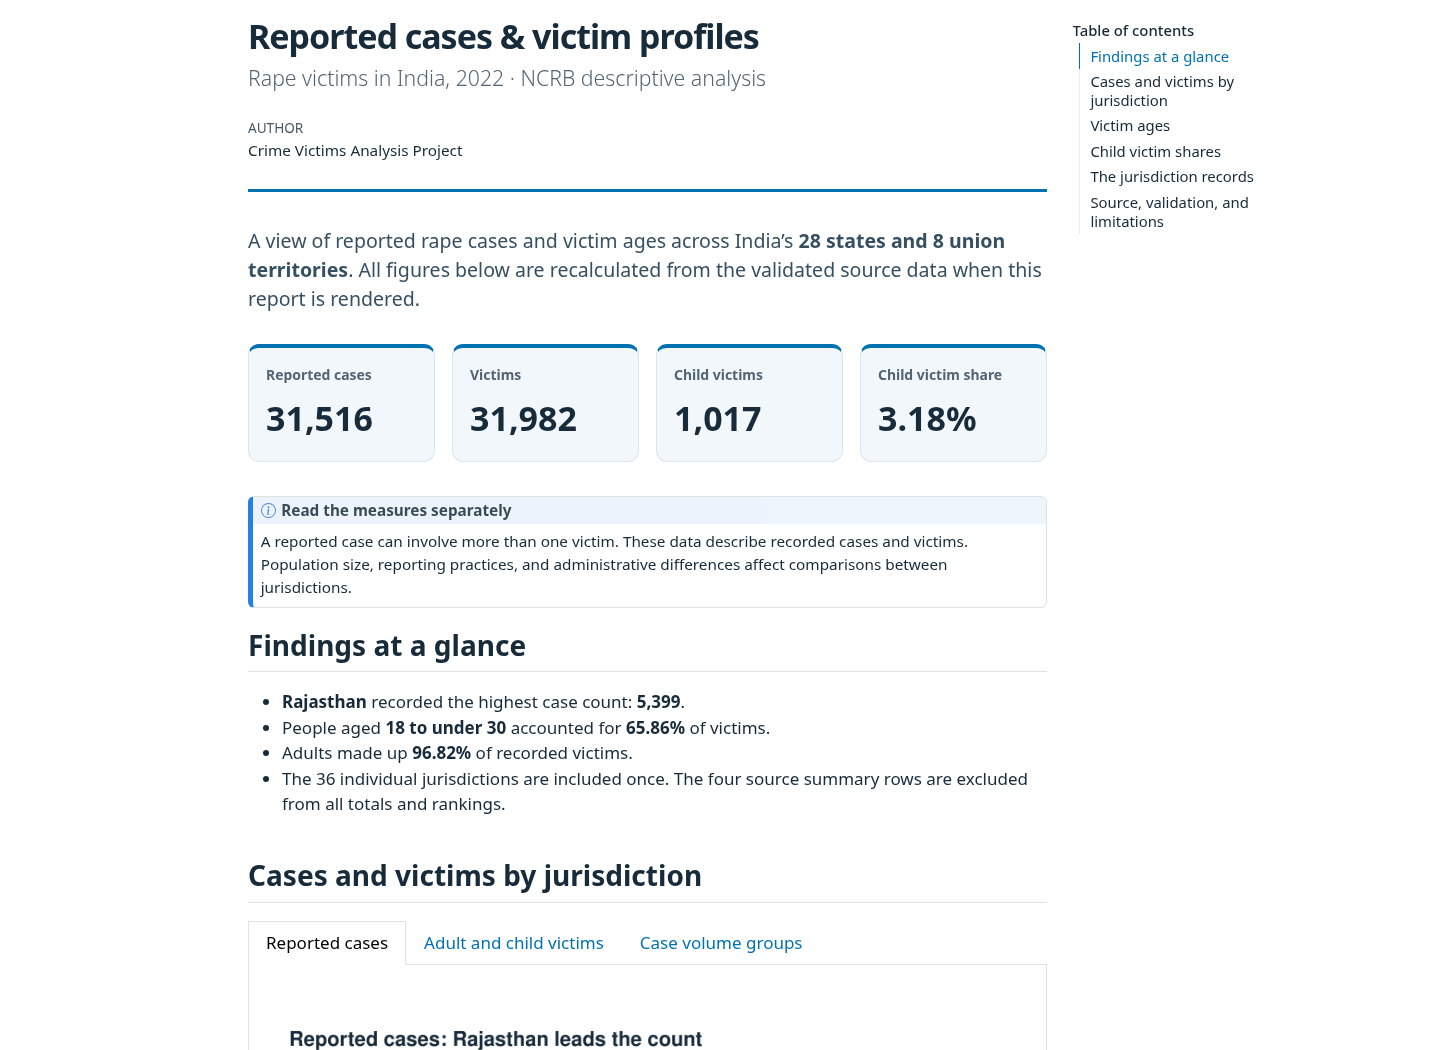 Reported cases & victim profiles
Rape victims in India, 2022 · NCRB descriptive analysis
AUTHOR
Crime Victims Analysis Project
A view of reported rape cases and victim ages across India’s 28 states and 8 union
territories. All figures below are recalculated from the validated source data when this
report is rendered.
Reported cases
31,516
Victims
31,982
Child victims
1,017
Child victim share
3.18%
Read the measures separately
A reported case can involve more than one victim. These data describe recorded cases and victims.
Population size, reporting practices, and administrative differences affect comparisons between
jurisdictions.
Findings at a glance
• Rajasthan recorded the highest case count: 5,399.
• People aged 18 to under 30 accounted for 65.86% of victims.
• Adults made up 96.82% of recorded victims.
• The 36 individual jurisdictions are included once. The four source summary rows are excluded
from all totals and rankings.
Cases and victims by jurisdiction
Reported cases
Adult and child victims
Case volume groups
Reported cases: Rajasthan leads the count
Table of contents
Findings at a glance
Cases and victims by
jurisdiction
Victim ages
Child victim shares
The jurisdiction records
Source, validation, and
limitations